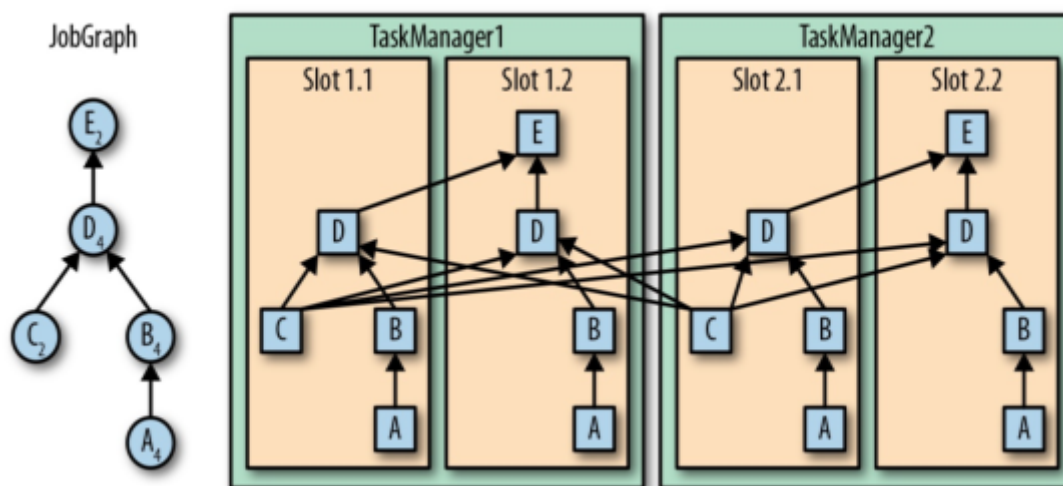 JobGraph
E2
D4
C2 B4
A4
TaskManager1
Slot 1.1 Slot 1.2
E
D D
C B B
A A
TaskManager2
Slot 2.1 Slot 2.2
E
D D
C B B
A A